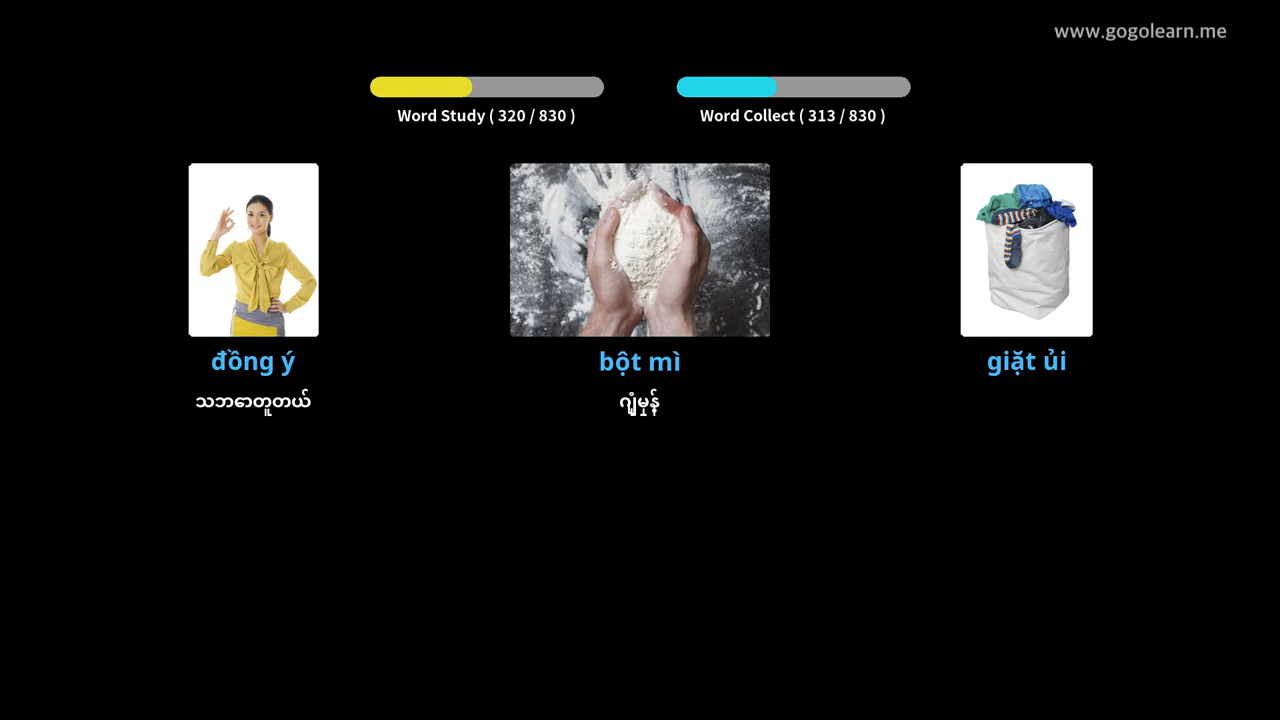 www.gogolearn.me
Word Study ( 320 / 830 )
Word Collect ( 313 / 830 )
đồng ý
bột mì
giặt ủi
သဘောတူတယ်
ဂျုံမှုန့်